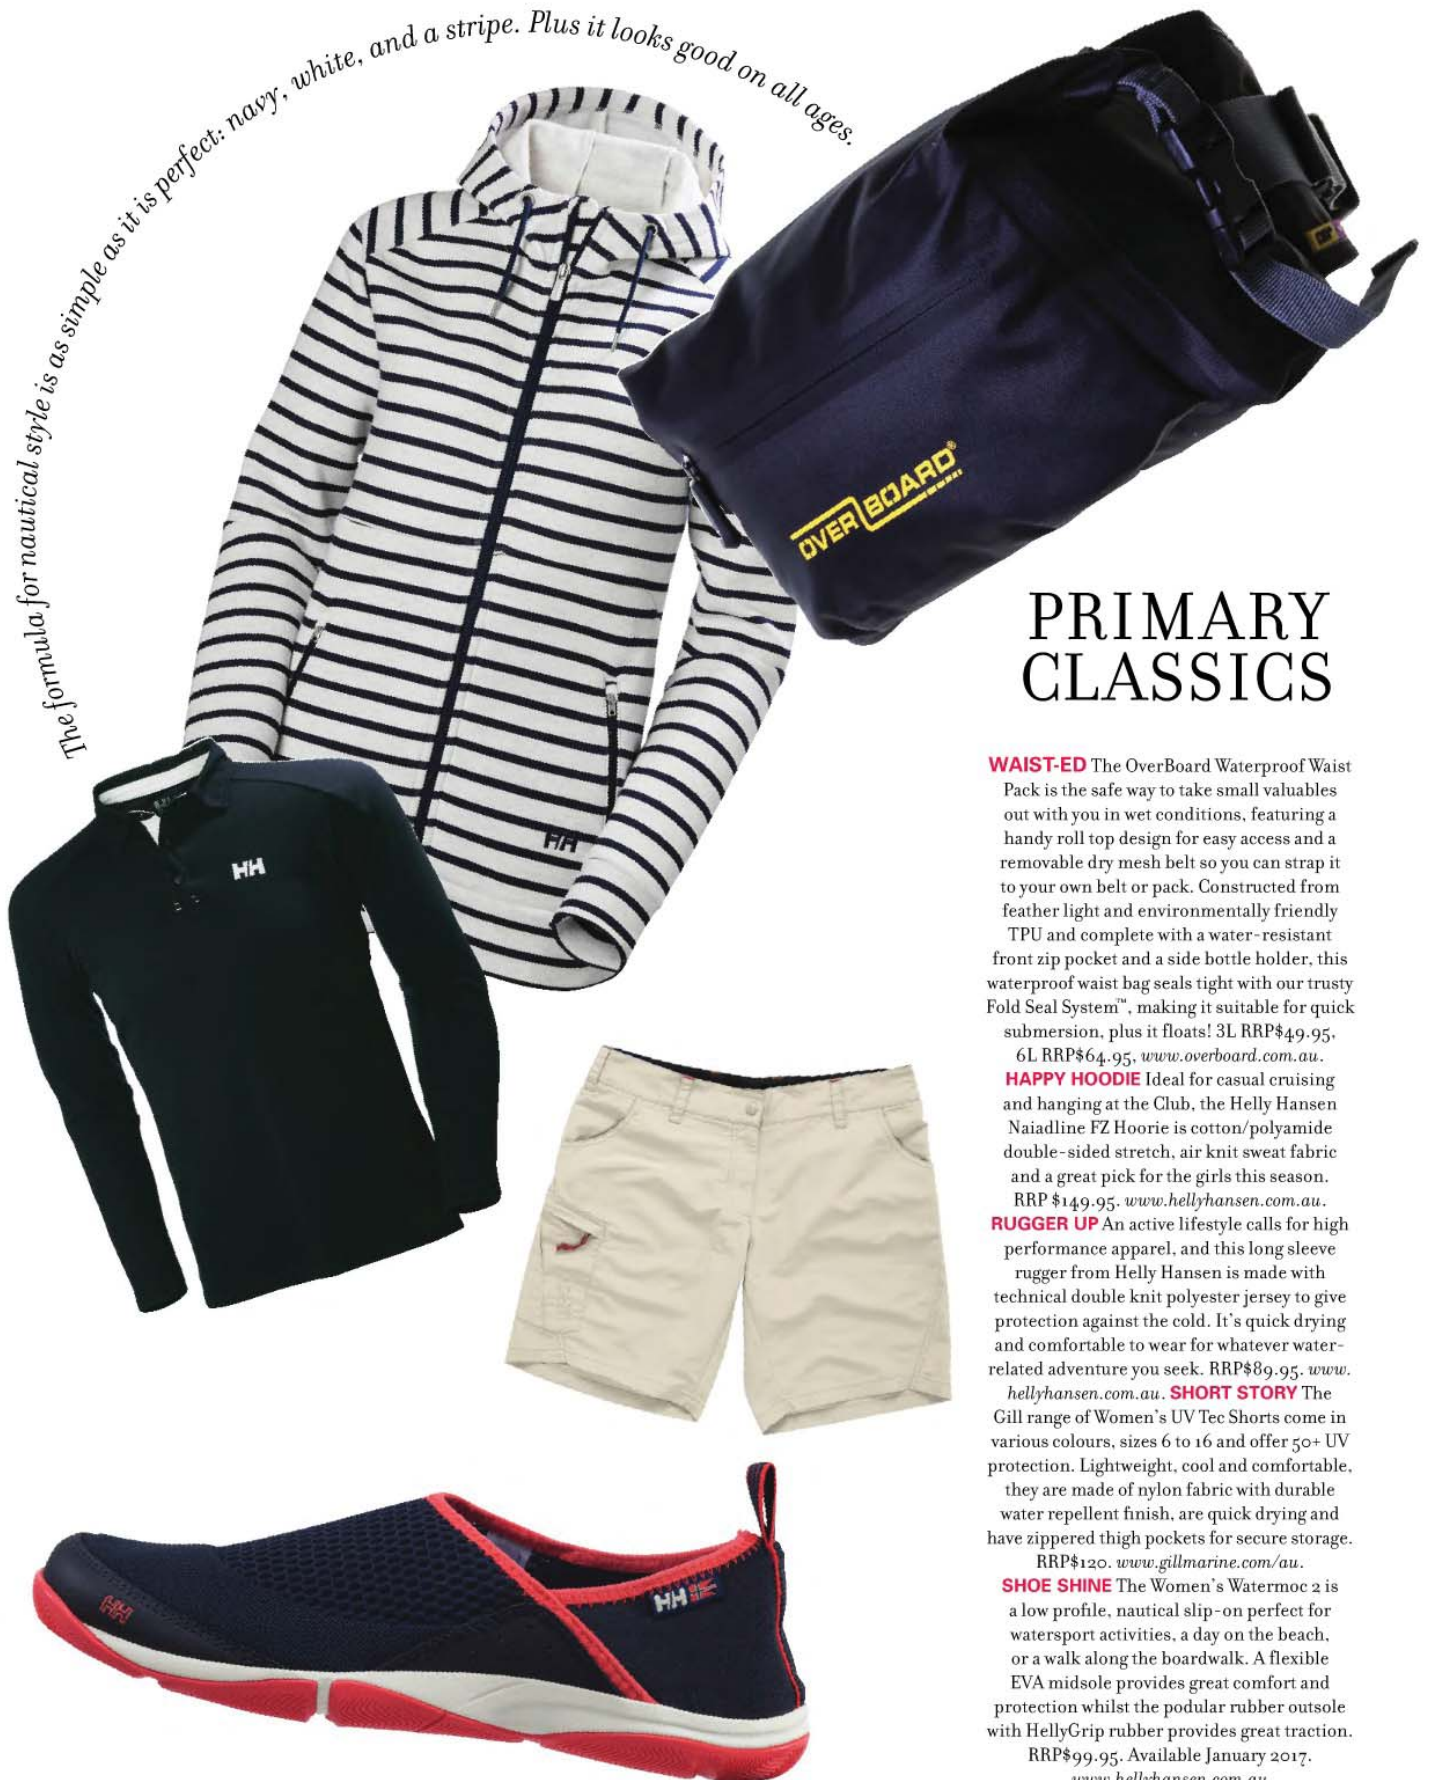 The formula for nautical style is as simple as it is perfect: navy, white, and a stripe. Plus it looks good on all ages.
OVERBOARD®
HH
HH
HH
HH
PRIMARY
CLASSICS
WAIST-ED The OverBoard Waterproof Waist
Pack is the safe way to take small valuables
out with you in wet conditions, featuring a
handy roll top design for easy access and a
removable dry mesh belt so you can strap it
to your own belt or pack. Constructed from
feather light and environmentally friendly
TPU and complete with a water-resistant
front zip pocket and a side bottle holder, this
waterproof waist bag seals tight with our trusty
Fold Seal System™, making it suitable for quick
submersion, plus it floats! 3L RRP$49.95,
6L RRP$64.95, www.overboard.com.au.
HAPPY HOODIE Ideal for casual cruising
and hanging at the Club, the Helly Hansen
Naiadline FZ Hoorie is cotton/polyamide
double-sided stretch, air knit sweat fabric
and a great pick for the girls this season.
RRP $149.95. www.hellyhansen.com.au.
RUGGER UP An active lifestyle calls for high
performance apparel, and this long sleeve
rugger from Helly Hansen is made with
technical double knit polyester jersey to give
protection against the cold. It's quick drying
and comfortable to wear for whatever water-
related adventure you seek. RRP$89.95. www.
hellyhansen.com.au. SHORT STORY The
Gill range of Women's UV Tec Shorts come in
various colours, sizes 6 to 16 and offer 50+ UV
protection. Lightweight, cool and comfortable,
they are made of nylon fabric with durable
water repellent finish, are quick drying and
have zippered thigh pockets for secure storage.
RRP$120. www.gillmarine.com/au.
SHOE SHINE The Women's Watermoc 2 is
a low profile, nautical slip-on perfect for
watersport activities, a day on the beach,
or a walk along the boardwalk. A flexible
EVA midsole provides great comfort and
protection whilst the podular rubber outsole
with HellyGrip rubber provides great traction.
RRP$99.95. Available January 2017.
www.hellyhansen.com.au